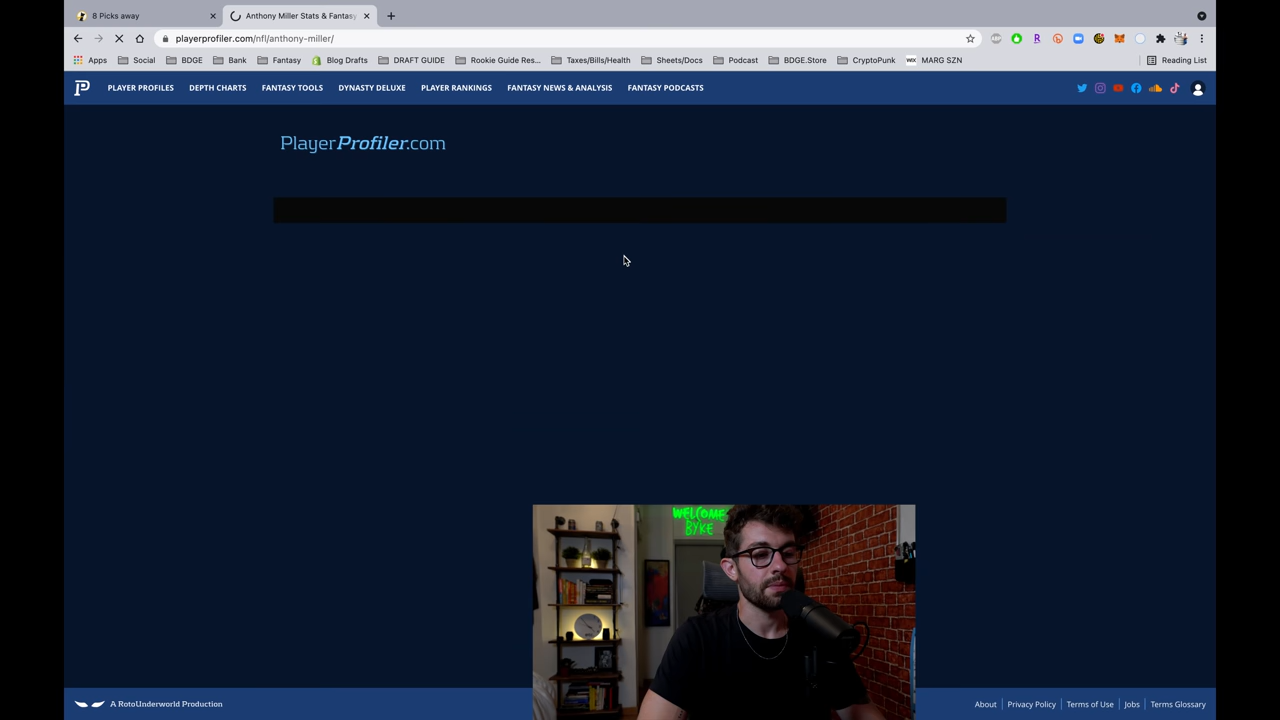 8 Picks away
Anthony Miller Stats & Fantasy
playerprofiler.com/nfl/anthony-miller/
Apps Social BDGE Bank Fantasy Blog Drafts DRAFT GUIDE Rookie Guide Res... Taxes/Bills/Health Sheets/Docs Podcast BDGE.Store CryptoPunk WIX MARG SZN Reading List
PLAYER PROFILES DEPTH CHARTS FANTASY TOOLS DYNASTY DELUXE PLAYER RANKINGS FANTASY NEWS & ANALYSIS FANTASY PODCASTS
PlayerProfiler.com
WELCOME
BYKE
A RotoUnderworld Production About Privacy Policy Terms of Use Jobs Terms Glossary